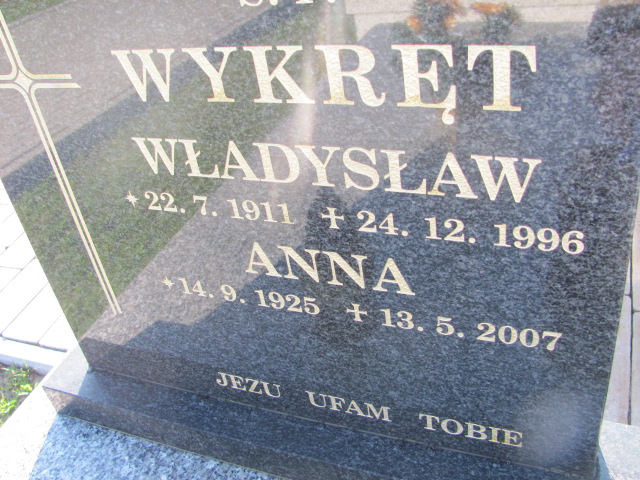 WYKRĘT
WŁADYSŁAW
*22. 7. 1911 ✝ 24. 12. 1996
ANNA
*14. 9. 1925 ✝ 13. 5. 2007
JEZU UFAM TOBIE